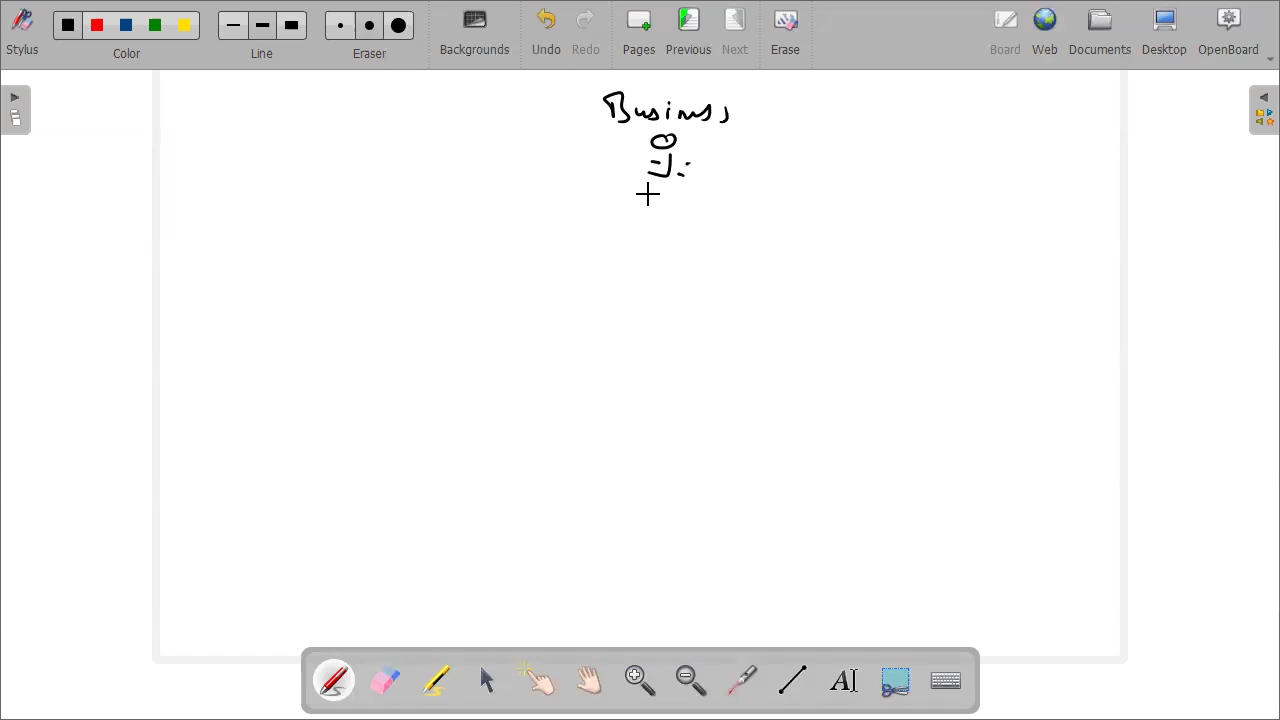 Stylus
Color
Line
Eraser
Backgrounds
Undo
Redo
Pages
Previous
Next
Erase
Board
Web
Documents
Desktop
OpenBoard
Business